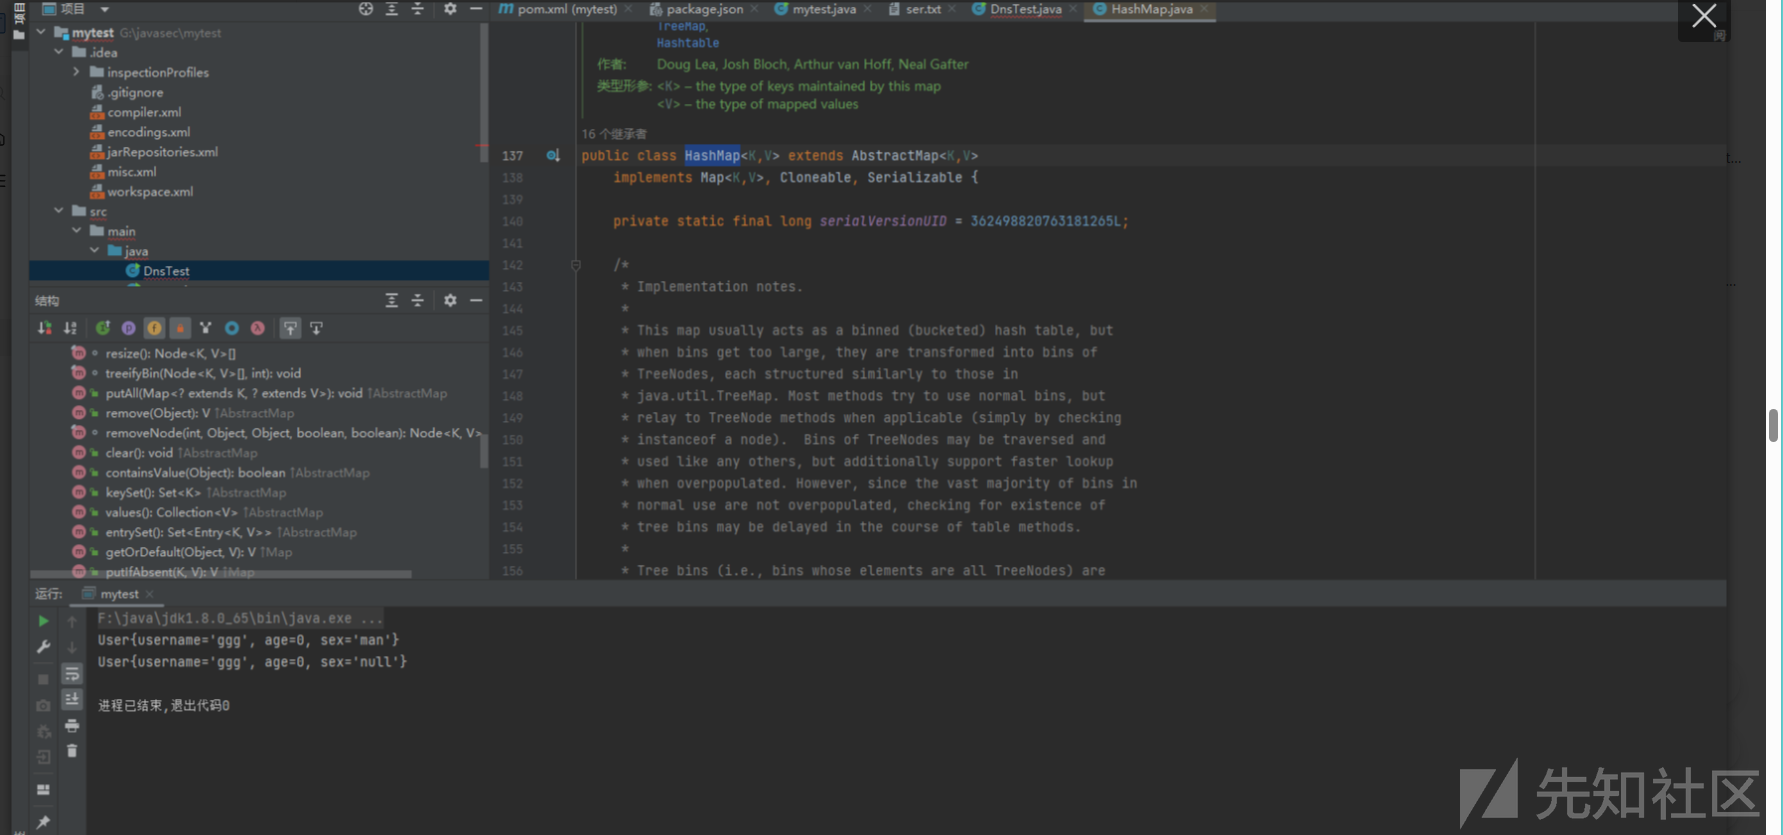 项目
项目
mytest G:\javasec\mytest
.idea
inspectionProfiles
.gitignore
compiler.xml
encodings.xml
jarRepositories.xml
misc.xml
workspace.xml
src
main
java
DnsTest
结构
resize(): Node<K, V>[]
treeifyBin(Node<K, V>[], int): void
putAll(Map<? extends K, ? extends V>): void ↑AbstractMap
remove(Object): V ↑AbstractMap
removeNode(int, Object, Object, boolean, boolean): Node<K, V>
clear(): void ↑AbstractMap
containsValue(Object): boolean ↑AbstractMap
keySet(): Set<K> ↑AbstractMap
values(): Collection<V> ↑AbstractMap
entrySet(): Set<Entry<K, V>> ↑AbstractMap
getOrDefault(Object, V): V ↑Map
putIfAbsent(K, V): V ↑Map
pom.xml (mytest) package.json mytest.java ser.txt DnsTest.java HashMap.java
TreeMap,
Hashtable
作者: Doug Lea, Josh Bloch, Arthur van Hoff, Neal Gafter
类型形参: <K> – the type of keys maintained by this map
<V> – the type of mapped values
16 个继承者
137 public class HashMap<K,V> extends AbstractMap<K,V>
138 implements Map<K,V>, Cloneable, Serializable {
139
140 private static final long serialVersionUID = 362498820763181265L;
141
142 /*
143 * Implementation notes.
144 *
145 * This map usually acts as a binned (bucketed) hash table, but
146 * when bins get too large, they are transformed into bins of
147 * TreeNodes, each structured similarly to those in
148 * java.util.TreeMap. Most methods try to use normal bins, but
149 * relay to TreeNode methods when applicable (simply by checking
150 * instanceof a node).  Bins of TreeNodes may be traversed and
151 * used like any others, but additionally support faster lookup
152 * when overpopulated. However, since the vast majority of bins in
153 * normal use are not overpopulated, checking for existence of
154 * tree bins may be delayed in the course of table methods.
155 *
156 * Tree bins (i.e., bins whose elements are all TreeNodes) are
运行: mytest
F:\java\jdk1.8.0_65\bin\java.exe ...
User{username='ggg', age=0, sex='man'}
User{username='ggg', age=0, sex='null'}
进程已结束,退出代码0
先知社区